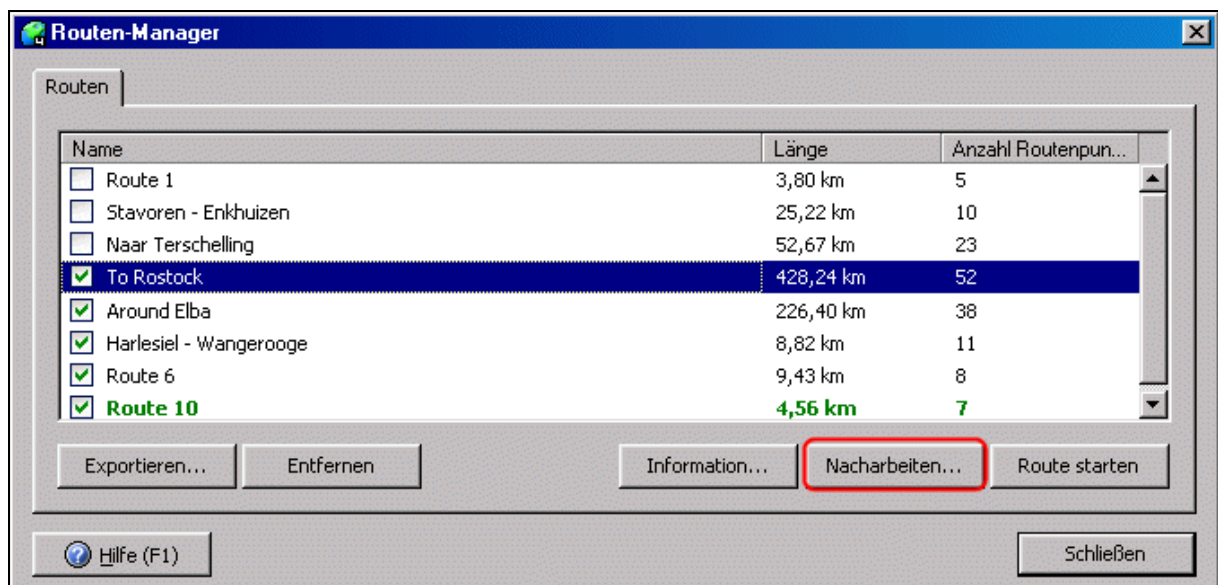 Routen-Manager
Routen
Name Länge Anzahl Routenpun...
Route 1 3,80 km 5
Stavoren - Enkhuizen 25,22 km 10
Naar Terschelling 52,67 km 23
To Rostock 428,24 km 52
Around Elba 226,40 km 38
Harlesiel - Wangerooge 8,82 km 11
Route 6 9,43 km 8
Route 10 4,56 km 7
Exportieren... Entfernen Information... Nacharbeiten... Route starten
Hilfe (F1) Schließen